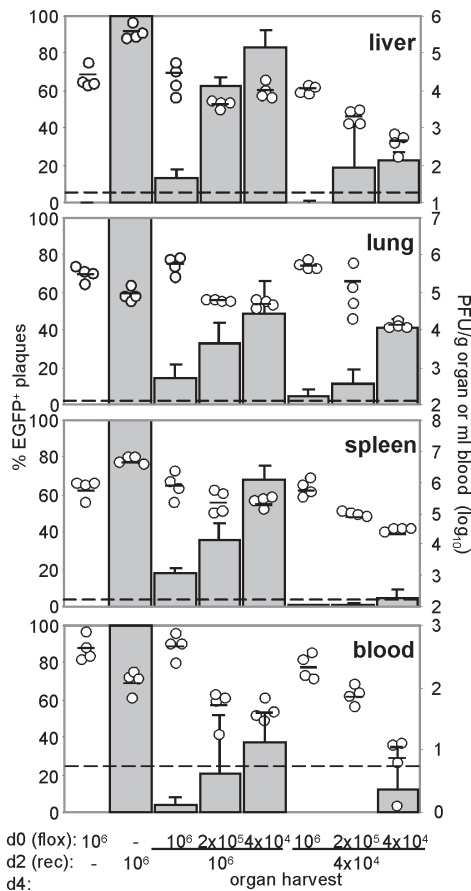 100 6
80 liver 5
60 4
40 3
20 2
0 1
100 7
80 lung 6
60 5
40 4
20 3
0 2
100 8
80 spleen 7
60 6
40 5
20 4
0 3
2
100 3
80 blood
60 2
40
20 1
0 0
% EGFP⁺ plaques
PFU/g organ or ml blood (log₁₀)
d0 (flox): 10⁶ - 10⁶ 2x10⁵ 4x10⁴ 10⁶ 2x10⁵ 4x10⁴
d2 (rec): - 10⁶ 10⁶ 4x10⁴
d4: organ harvest